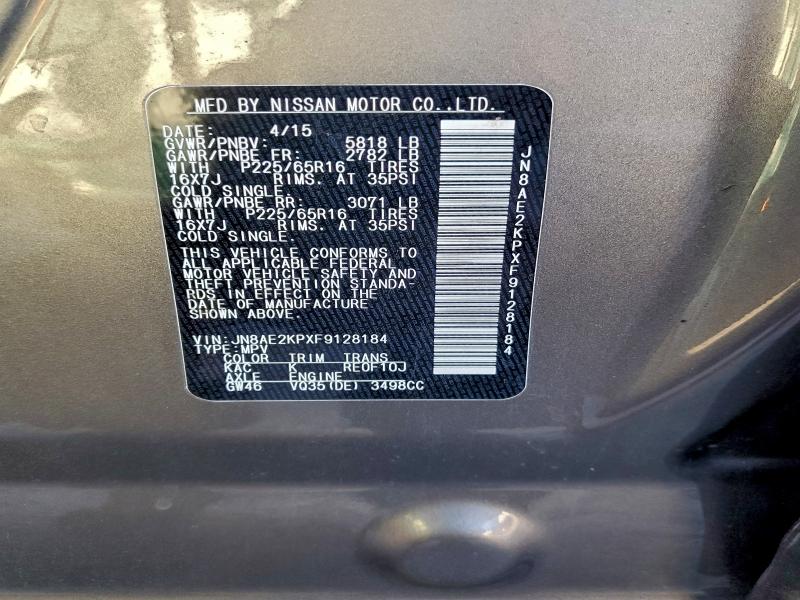 MFD BY NISSAN MOTOR CO.,LTD.
DATE: 4/15
GVWR/PNBV: 5818 LB
GAWR/PNBE FR: 2782 LB
WITH P225/65R16 TIRES
16X7J RIMS. AT 35PSI
COLD SINGLE.
GAWR/PNBE RR: 3071 LB
WITH P225/65R16 TIRES
16X7J RIMS. AT 35PSI
COLD SINGLE.
THIS VEHICLE CONFORMS TO
ALL APPLICABLE FEDERAL
MOTOR VEHICLE SAFETY AND
THEFT PREVENTION STANDA-
RDS IN EFFECT ON THE
DATE OF MANUFACTURE
SHOWN ABOVE.
VIN: JN8AE2KPXF9128184
TYPE: MPV
COLOR TRIM TRANS
KAC K RE0F10J
AXLE ENGINE
GW46 VQ35(DE) 3498CC
JN8AE2KPXF9128184